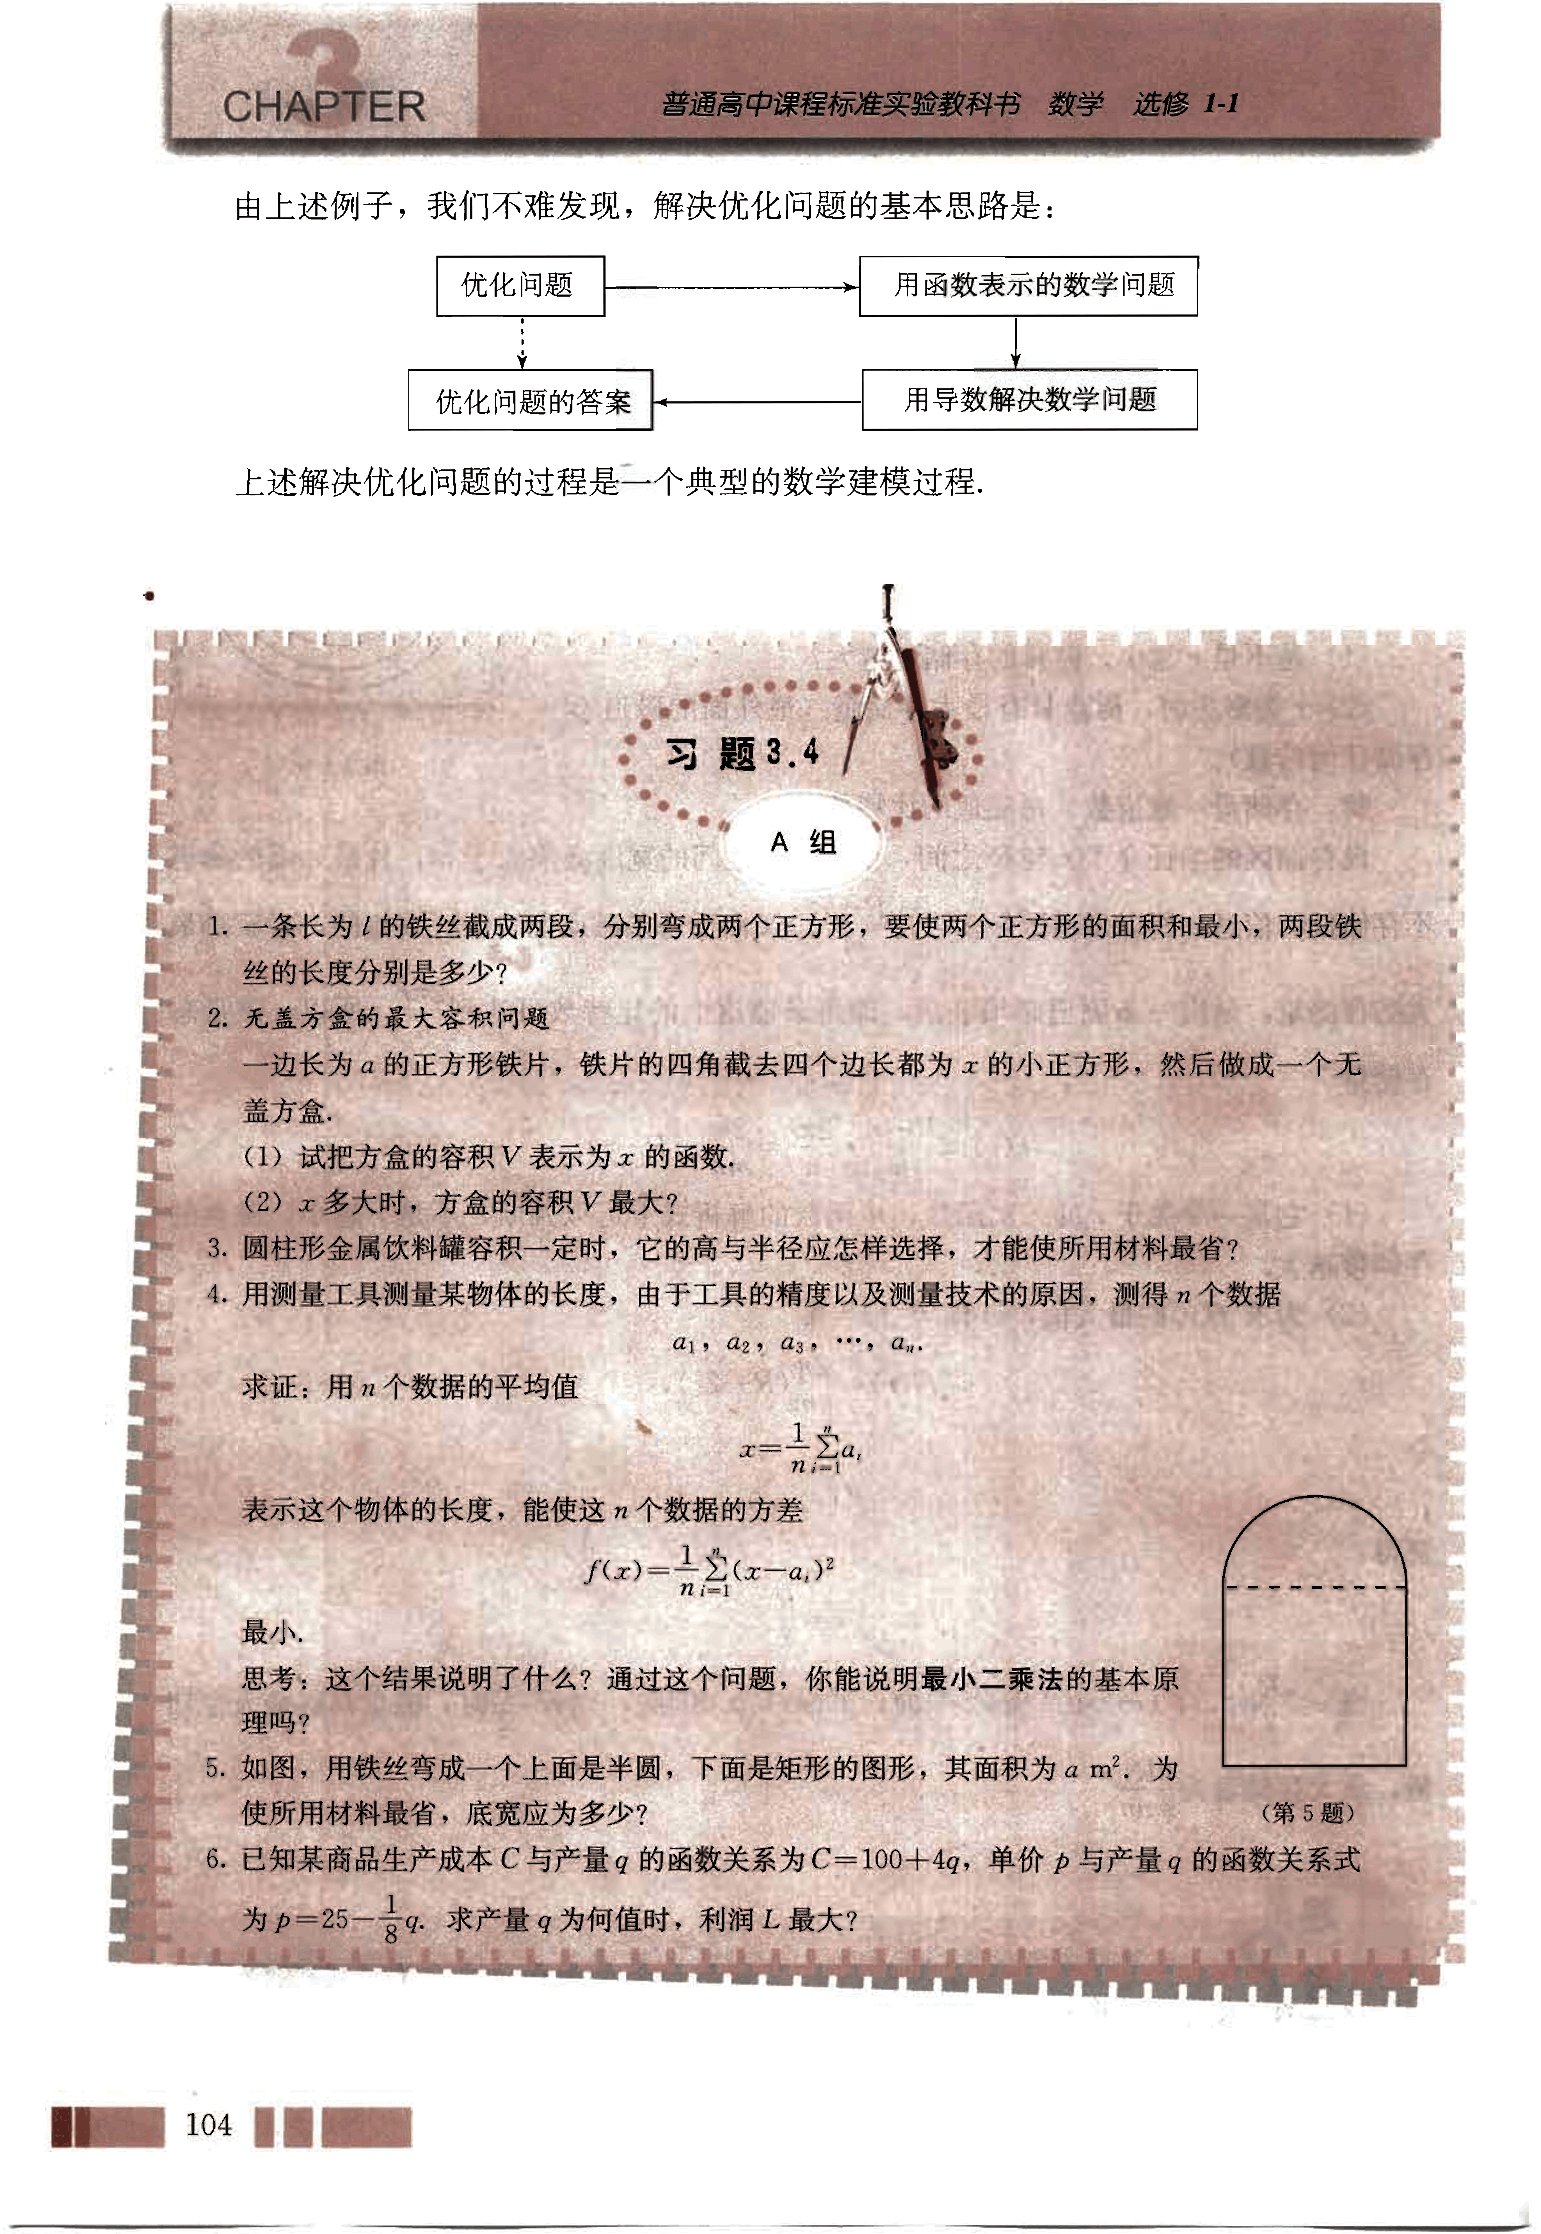 3
CHAPTER
普通高中课程标准实验教科书 数学 选修 1-1
由上述例子，我们不难发现，解决优化问题的基本思路是：
优化问题
用函数表示的数学问题
优化问题的答案
用导数解决数学问题
上述解决优化问题的过程是一个典型的数学建模过程.
习题3.4
A 组
1. 一条长为 l 的铁丝截成两段，分别弯成两个正方形，要使两个正方形的面积和最小，两段铁
丝的长度分别是多少？
2. 无盖方盒的最大容积问题
一边长为 a 的正方形铁片，铁片的四角截去四个边长都为 x 的小正方形，然后做成一个无
盖方盒.
（1）试把方盒的容积 V 表示为 x 的函数.
（2）x 多大时，方盒的容积 V 最大？
3. 圆柱形金属饮料罐容积一定时，它的高与半径应怎样选择，才能使所用材料最省？
4. 用测量工具测量某物体的长度，由于工具的精度以及测量技术的原因，测得 n 个数据
a₁，a₂，a₃，…，aₙ.
求证：用 n 个数据的平均值
x=1/n ∑_{i=1}^{n} aᵢ
表示这个物体的长度，能使这 n 个数据的方差
f(x)=1/n ∑_{i=1}^{n} (x-aᵢ)²
最小.
思考：这个结果说明了什么？通过这个问题，你能说明最小二乘法的基本原
理吗？
5. 如图，用铁丝弯成一个上面是半圆，下面是矩形的图形，其面积为 a m². 为
使所用材料最省，底宽应为多少？
（第 5 题）
6. 已知某商品生产成本 C 与产量 q 的函数关系为 C=100+4q，单价 p 与产量 q 的函数关系式
为 p=25-1/8 q. 求产量 q 为何值时，利润 L 最大？
104